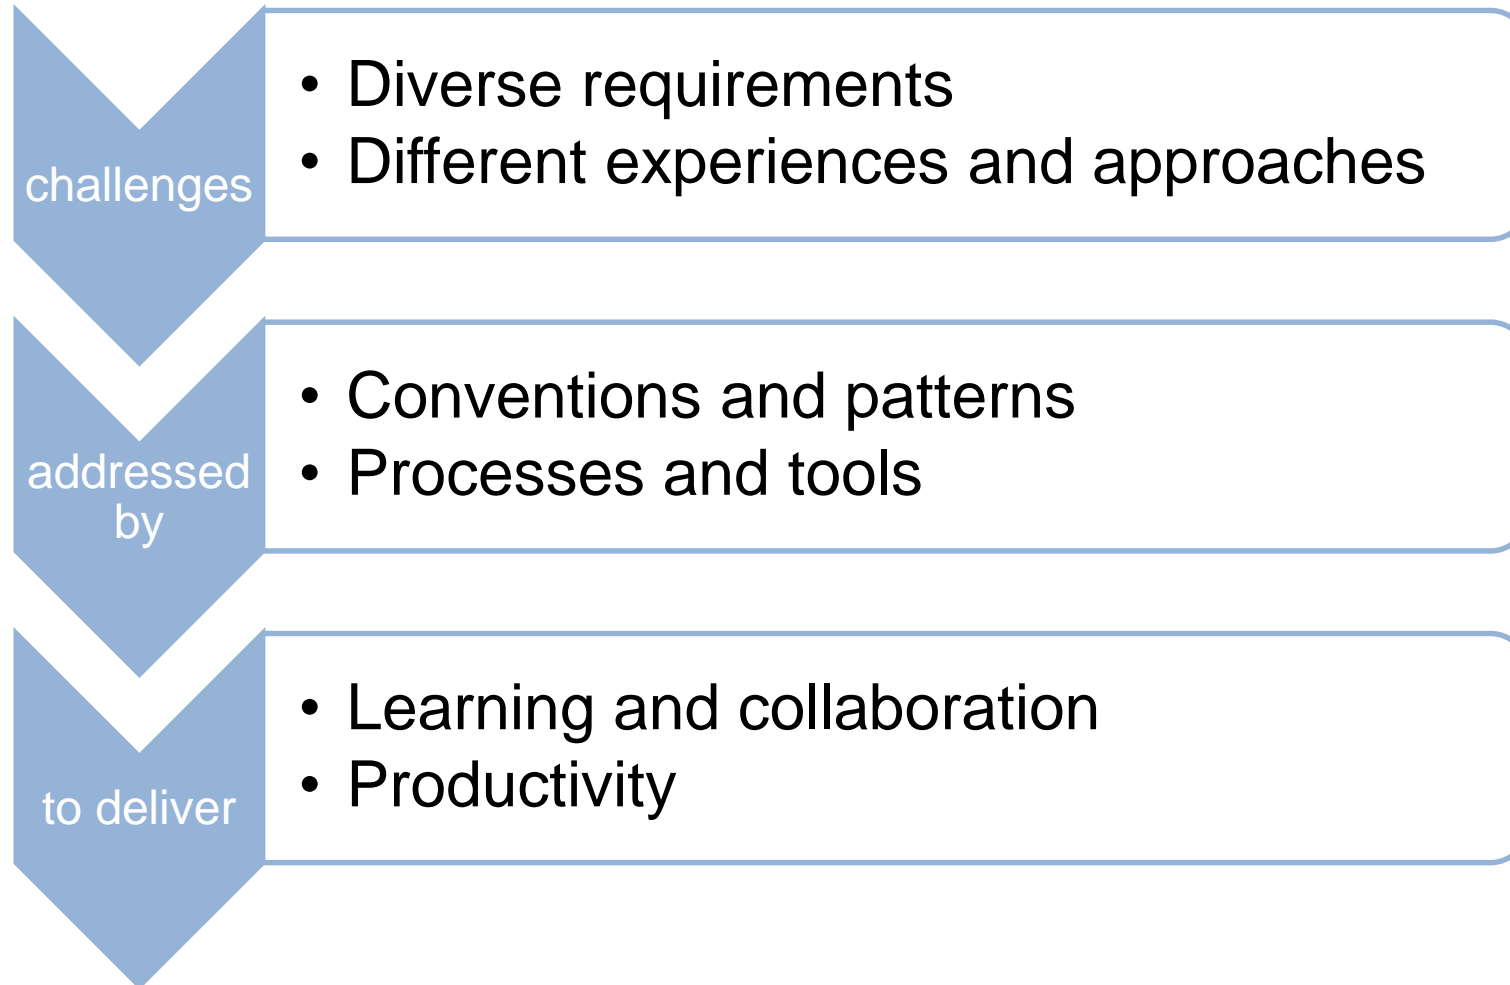 challenges
• Diverse requirements
• Different experiences and approaches
addressed
by
• Conventions and patterns
• Processes and tools
to deliver
• Learning and collaboration
• Productivity